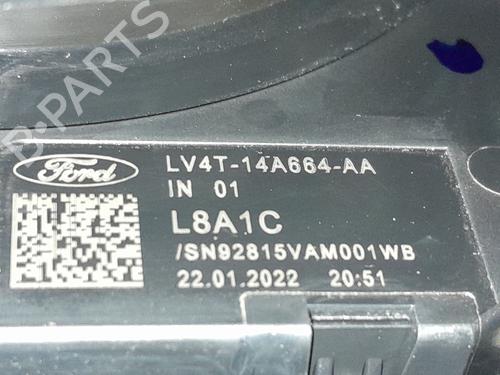 B-PARTS
Ford
LV4T-14A664-AA
IN 01
L8A1C
/SN92815VAM001WB
22.01.2022 20:51